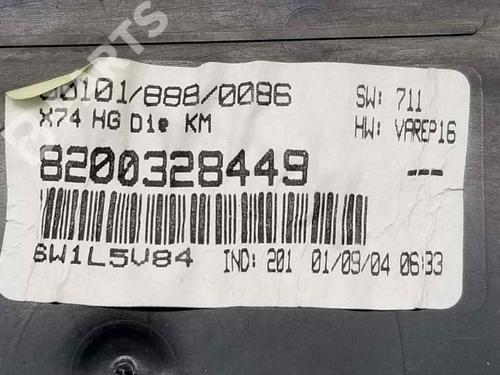 00101/888/0086
X74 HG Die KM
8200328449
6W1L5V84
IND: 201 01/09/04 06:33
SW: 711
HW: VAREP16
---
PARTS